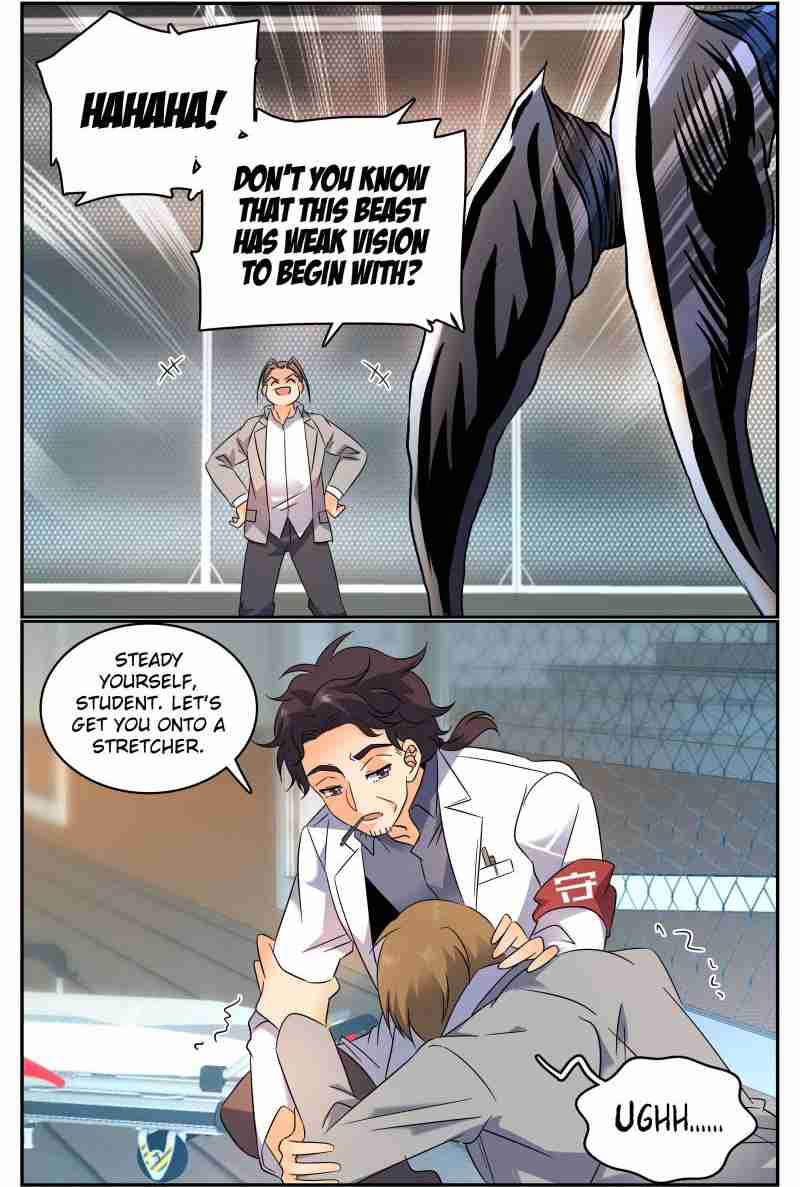 HAHAHA!
DON'T YOU KNOW
THAT THIS BEAST
HAS WEAK VISION
TO BEGIN WITH?
STEADY
YOURSELF,
STUDENT. LET'S
GET YOU ONTO A
STRETCHER.
守
UGHH......